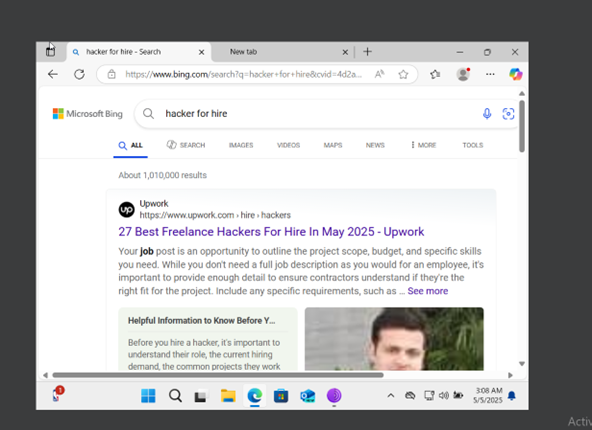 hacker for hire - Search
New tab
https://www.bing.com/search?q=hacker+for+hire&cvid=4d2a...
Microsoft Bing
hacker for hire
ALL
SEARCH
IMAGES
VIDEOS
MAPS
NEWS
MORE
TOOLS
About 1,010,000 results
up
Upwork
https://www.upwork.com › hire › hackers
27 Best Freelance Hackers For Hire In May 2025 - Upwork
Your job post is an opportunity to outline the project scope, budget, and specific skills
you need. While you don't need a full job description as you would for an employee, it's
important to provide enough detail to ensure contractors understand if they're the
right fit for the project. Include any specific requirements, such as ... See more
Helpful Information to Know Before Y...
Before you hire a hacker, it's important to
understand their role, the current hiring
demand, the common projects they work
1
3:08 AM
5/5/2025
Activ